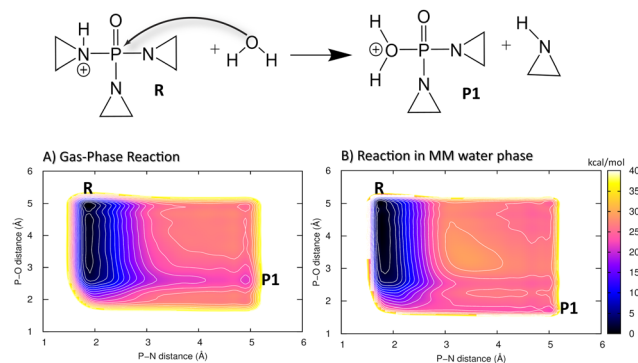 H O O H O H
N P N + O H O P N + N
⊕ H H ⊕ H
N R N P1
A) Gas-Phase Reaction
B) Reaction in MM water phase
kcal/mol
R
P1
P−O distance (Å)
6
5
4
3
2
1
1 2 3 4 5 6
P−N distance (Å)
R
P1
P−O distance (Å)
6
5
4
3
2
1
1 2 3 4 5 6
P−N distance (Å)
40
35
30
25
20
15
10
5
0